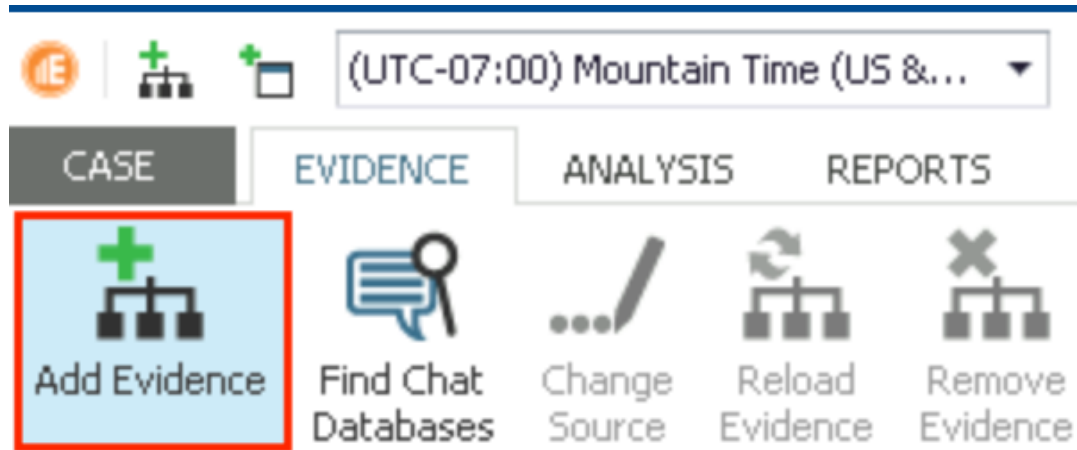 (UTC-07:00) Mountain Time (US &...
CASE EVIDENCE ANALYSIS REPORTS
Add Evidence Find Chat Change Reload Remove
Databases Source Evidence Evidence